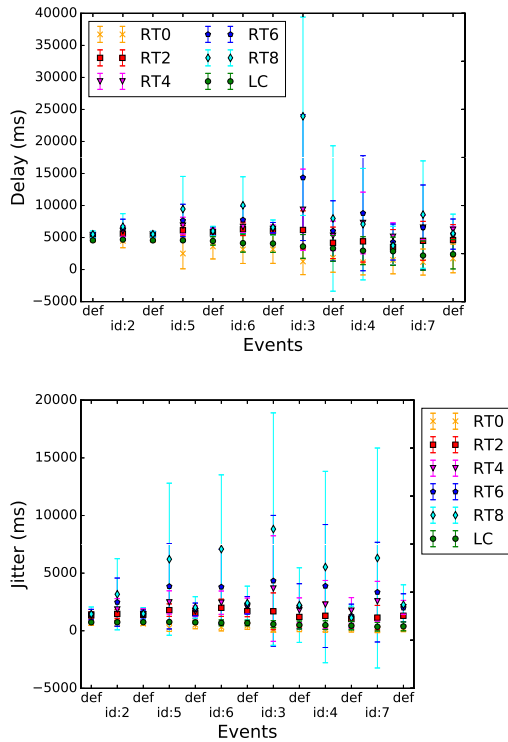 40000
35000
30000
25000
20000
15000
10000
5000
0
−5000
Delay (ms)
RT0 RT6
RT2 RT8
RT4 LC
def def def def def def def
id:2 id:5 id:6 id:3 id:4 id:7
Events
20000
15000
10000
5000
0
−5000
Jitter (ms)
RT0
RT2
RT4
RT6
RT8
LC
def def def def def def def
id:2 id:5 id:6 id:3 id:4 id:7
Events